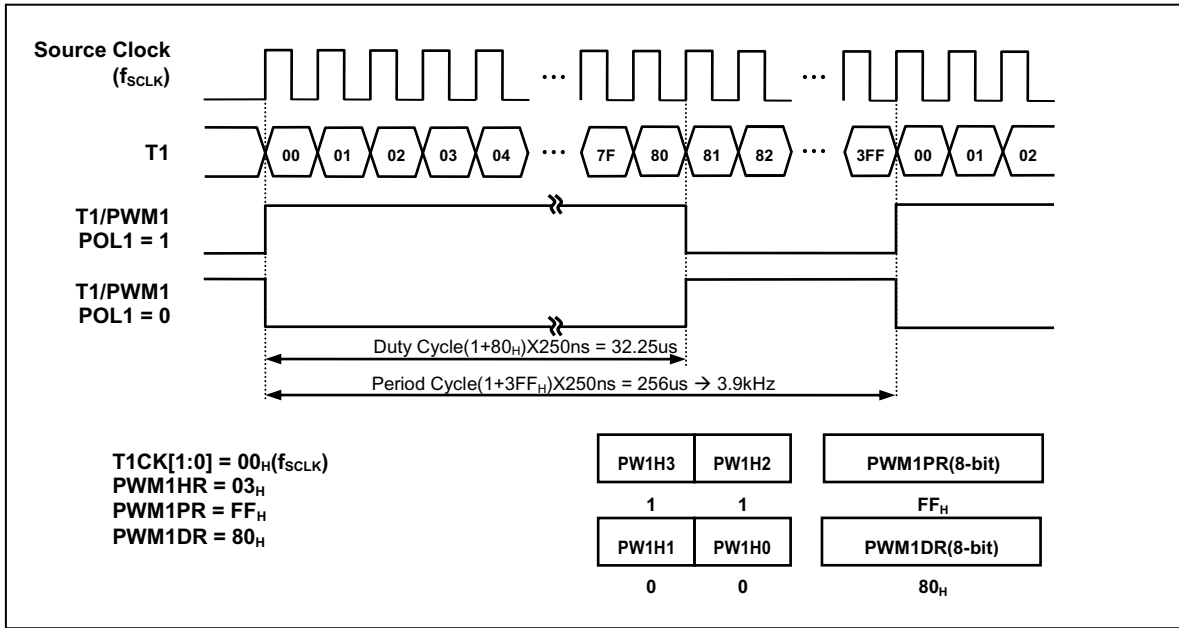 Source Clock
(fSCLK)
... ...
T1 00 01 02 03 04 ... 7F 80 81 82 ... 3FF 00 01 02
T1/PWM1
POL1 = 1
T1/PWM1
POL1 = 0
Duty Cycle(1+80H)X250ns = 32.25us
Period Cycle(1+3FFH)X250ns = 256us → 3.9kHz
T1CK[1:0] = 00H(fSCLK)
PWM1HR = 03H
PWM1PR = FFH
PWM1DR = 80H
PW1H3 PW1H2 PWM1PR(8-bit)
1 1 FFH
PW1H1 PW1H0 PWM1DR(8-bit)
0 0 80H